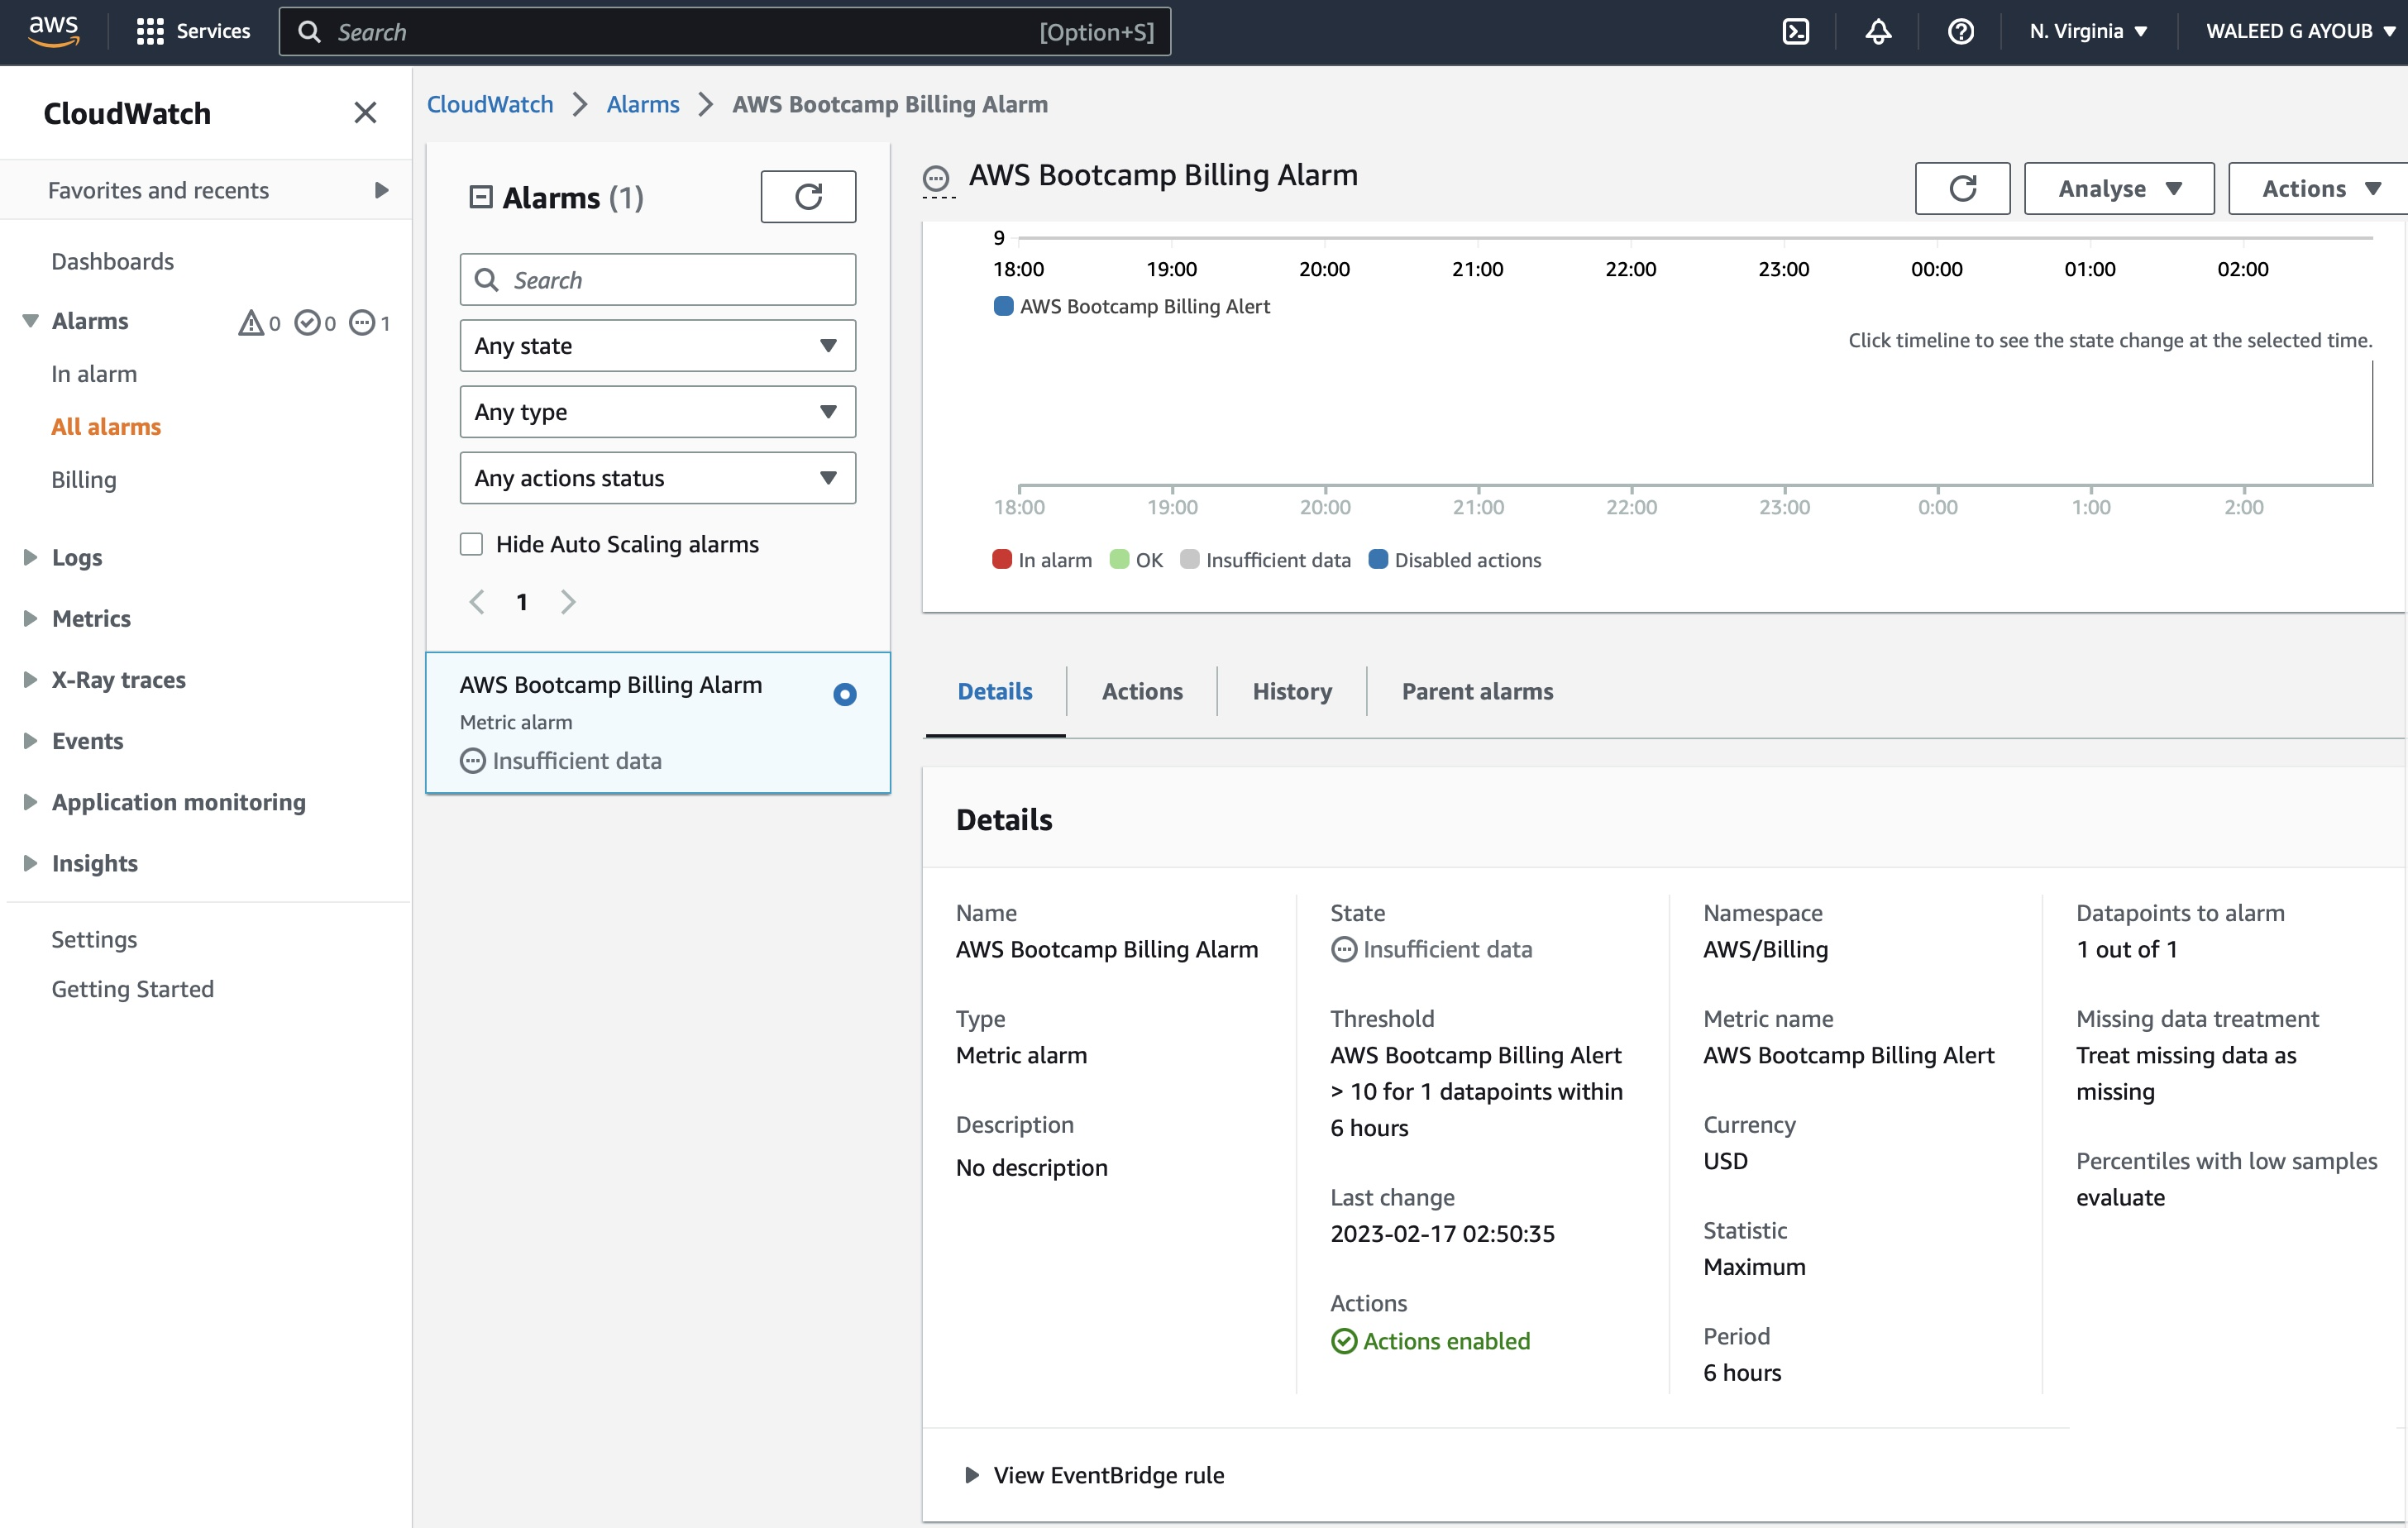 aws
Services
Search
[Option+S]
N. Virginia
WALEED G AYOUB
CloudWatch
Favorites and recents
Dashboards
Alarms
0
0
1
In alarm
All alarms
Billing
Logs
Metrics
X-Ray traces
Events
Application monitoring
Insights
Settings
Getting Started
CloudWatch
Alarms
AWS Bootcamp Billing Alarm
Alarms (1)
Search
Any state
Any type
Any actions status
Hide Auto Scaling alarms
1
AWS Bootcamp Billing Alarm
Metric alarm
Insufficient data
AWS Bootcamp Billing Alarm
Analyse
Actions
9
18:00 19:00 20:00 21:00 22:00 23:00 00:00 01:00 02:00
AWS Bootcamp Billing Alert
Click timeline to see the state change at the selected time.
18:00 19:00 20:00 21:00 22:00 23:00 0:00 1:00 2:00
In alarm OK Insufficient data Disabled actions
Details
Actions
History
Parent alarms
Details
Name
AWS Bootcamp Billing Alarm
Type
Metric alarm
Description
No description
State
Insufficient data
Threshold
AWS Bootcamp Billing Alert
> 10 for 1 datapoints within
6 hours
Last change
2023-02-17 02:50:35
Actions
Actions enabled
Namespace
AWS/Billing
Metric name
AWS Bootcamp Billing Alert
Currency
USD
Statistic
Maximum
Period
6 hours
Datapoints to alarm
1 out of 1
Missing data treatment
Treat missing data as
missing
Percentiles with low samples
evaluate
View EventBridge rule